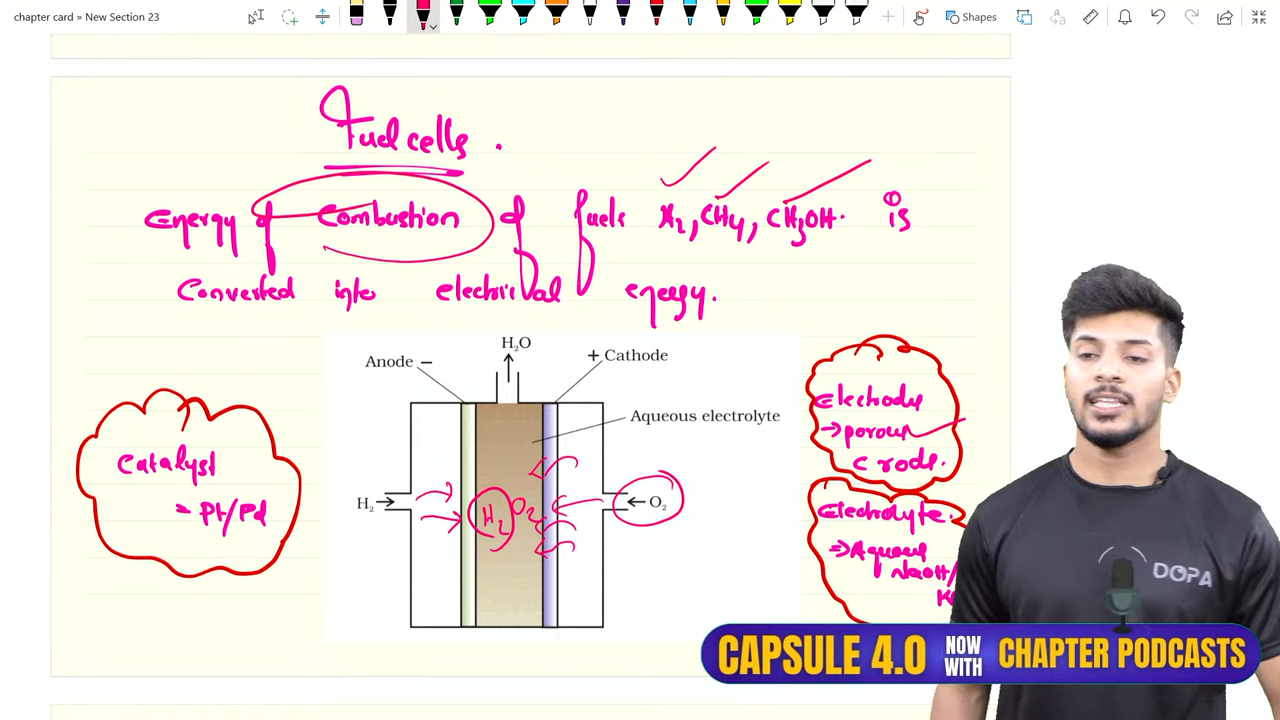 chapter card » New Section 23
Shapes
Fuel cells.
Energy of Combustion of fuels H2, CH4, CH3OH. is
Converted into electrical energy.
H2O
Anode −
+ Cathode
Aqueous electrolyte
H2
H2 O2
O2
Catalyst
= Pt/Pd
Electrode
→ porous
C rods.
Electrolyte.
⇒ Aqueous
NaOH/
K
DOPA
CAPSULE 4.0 NOW WITH CHAPTER PODCASTS